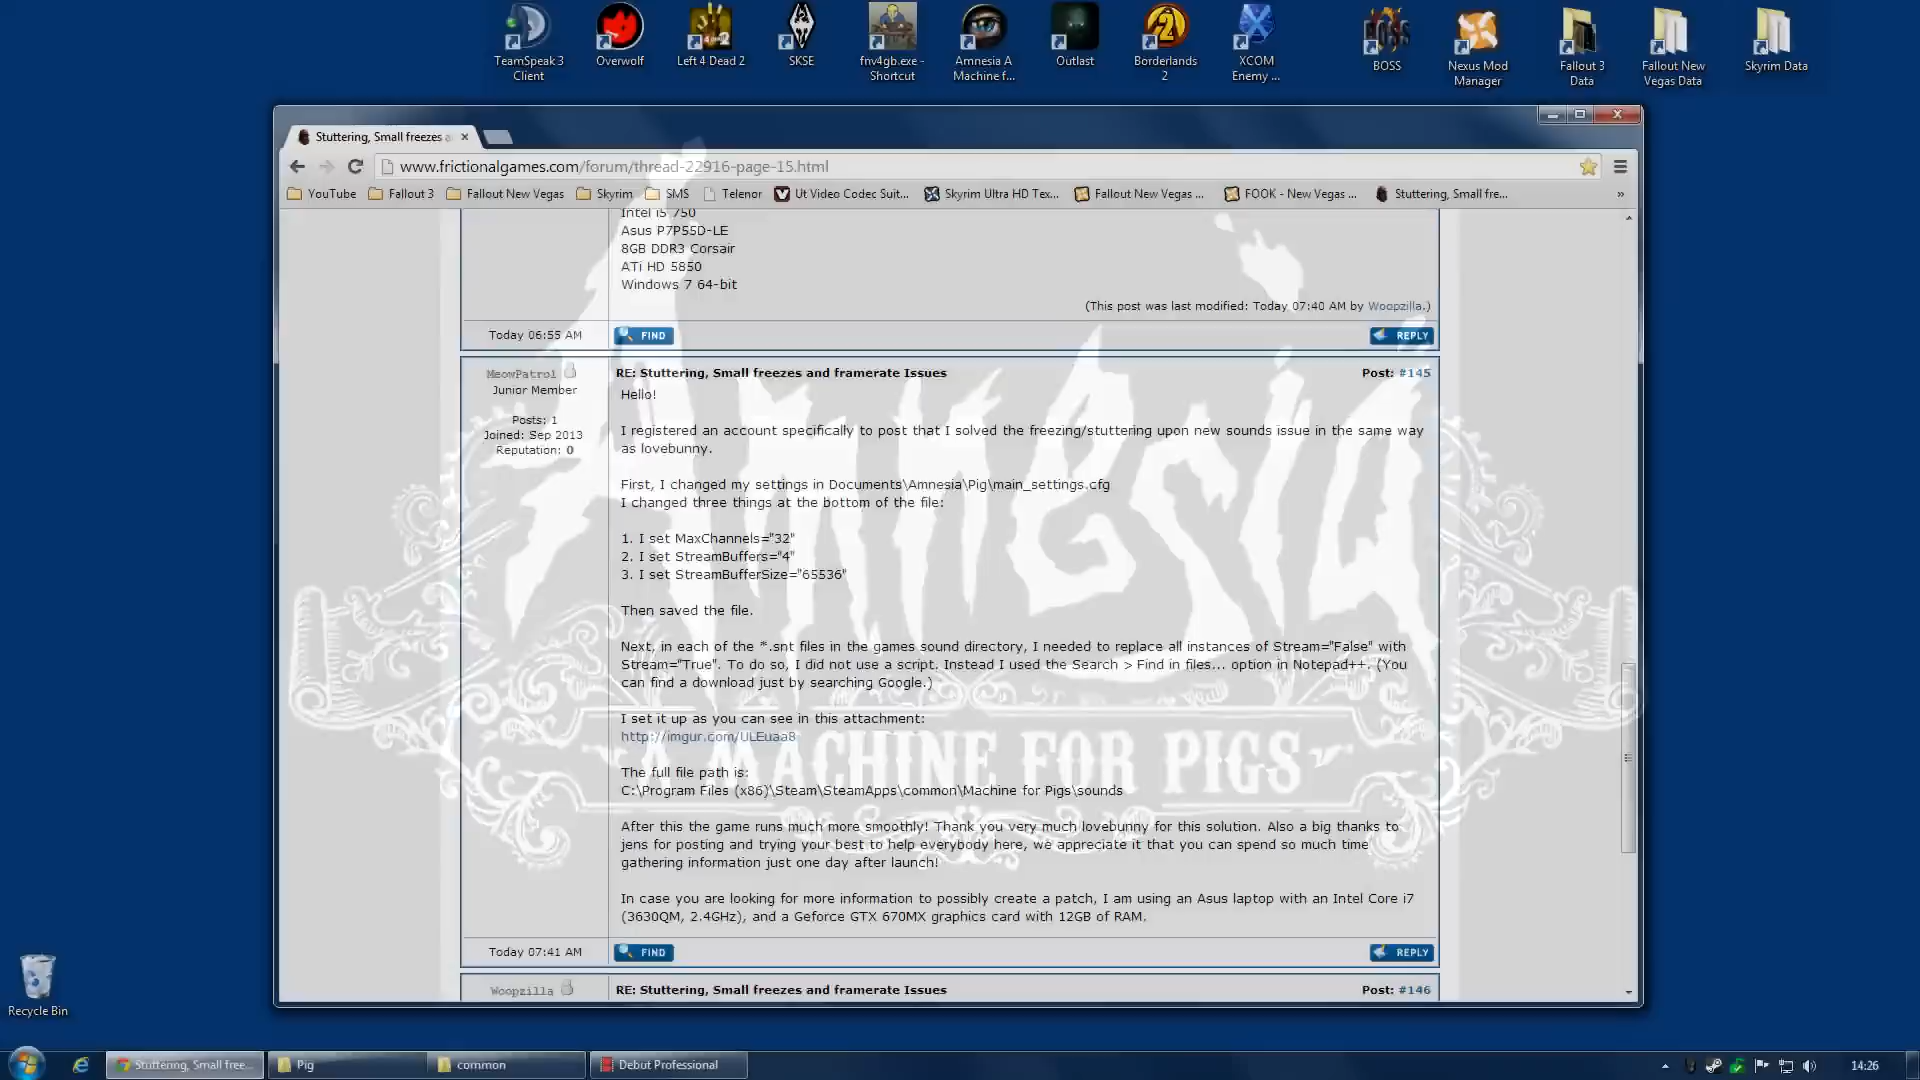 TeamSpeak 3 Client
Overwolf
Left 4 Dead 2
SKSE
fnv4gb.exe - Shortcut
Amnesia A Machine f...
Outlast
Borderlands 2
XCOM Enemy ...
BOSS
Nexus Mod Manager
Fallout 3 Data
Fallout New Vegas Data
Skyrim Data
Stuttering, Small freezes a
www.frictionalgames.com/forum/thread-22916-page-15.html
YouTube
Fallout 3
Fallout New Vegas
Skyrim
SMS
Telenor
Ut Video Codec Suit...
Skyrim Ultra HD Tex...
Fallout New Vegas ...
FOOK - New Vegas ...
Stuttering, Small fre...
»
Intel i5 750
Asus P7P55D-LE
8GB DDR3 Corsair
ATi HD 5850
Windows 7 64-bit
(This post was last modified: Today 07:40 AM by Woopzilla.)
Today 06:55 AM
FIND
REPLY
MeowPatrol
Junior Member
Posts: 1
Joined: Sep 2013
Reputation: 0
RE: Stuttering, Small freezes and framerate Issues
Post: #145
Hello!
I registered an account specifically to post that I solved the freezing/stuttering upon new sounds issue in the same way
as lovebunny.
First, I changed my settings in Documents\Amnesia\Pig\main_settings.cfg
I changed three things at the bottom of the file:
1. I set MaxChannels="32"
2. I set StreamBuffers="4"
3. I set StreamBufferSize="65536"
Then saved the file.
Next, in each of the *.snt files in the games sound directory, I needed to replace all instances of Stream="False" with
Stream="True". To do so, I did not use a script. Instead I used the Search > Find in files... option in Notepad++. (You
can find a download just by searching Google.)
I set it up as you can see in this attachment:
http://imgur.com/ULEuaa8
The full file path is:
C:\Program Files (x86)\Steam\SteamApps\common\Machine for Pigs\sounds
After this the game runs much more smoothly! Thank you very much lovebunny for this solution. Also a big thanks to
jens for posting and trying your best to help everybody here, we appreciate it that you can spend so much time
gathering information just one day after launch!
In case you are looking for more information to possibly create a patch, I am using an Asus laptop with an Intel Core i7
(3630QM, 2.4GHz), and a Geforce GTX 670MX graphics card with 12GB of RAM.
Amnesia
A MACHINE FOR PIGS
Today 07:41 AM
FIND
REPLY
Woopzilla
RE: Stuttering, Small freezes and framerate Issues
Post: #146
Recycle Bin
Stuttering, Small free...
Pig
common
Debut Professional
14:26